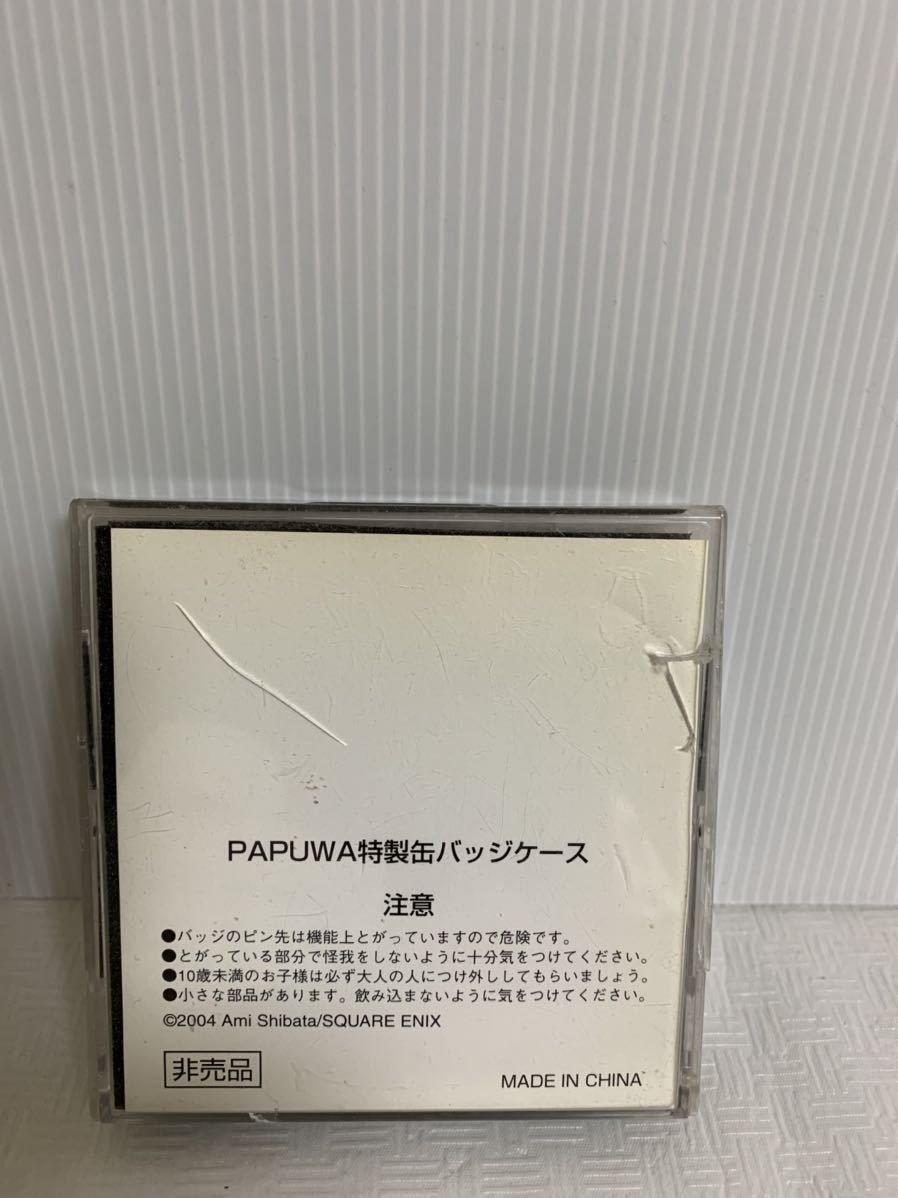 PAPUWA特製缶バッジケース
注意
●バッジのピン先は機能上とがっていますので危険です。
●とがっている部分で怪我をしないように十分気をつけてください。
●10歳未満のお子様は必ず大人の人につけ外ししてもらいましょう。
●小さな部品があります。飲み込まないように気をつけてください。
©2004 Ami Shibata/SQUARE ENIX
非売品
MADE IN CHINA